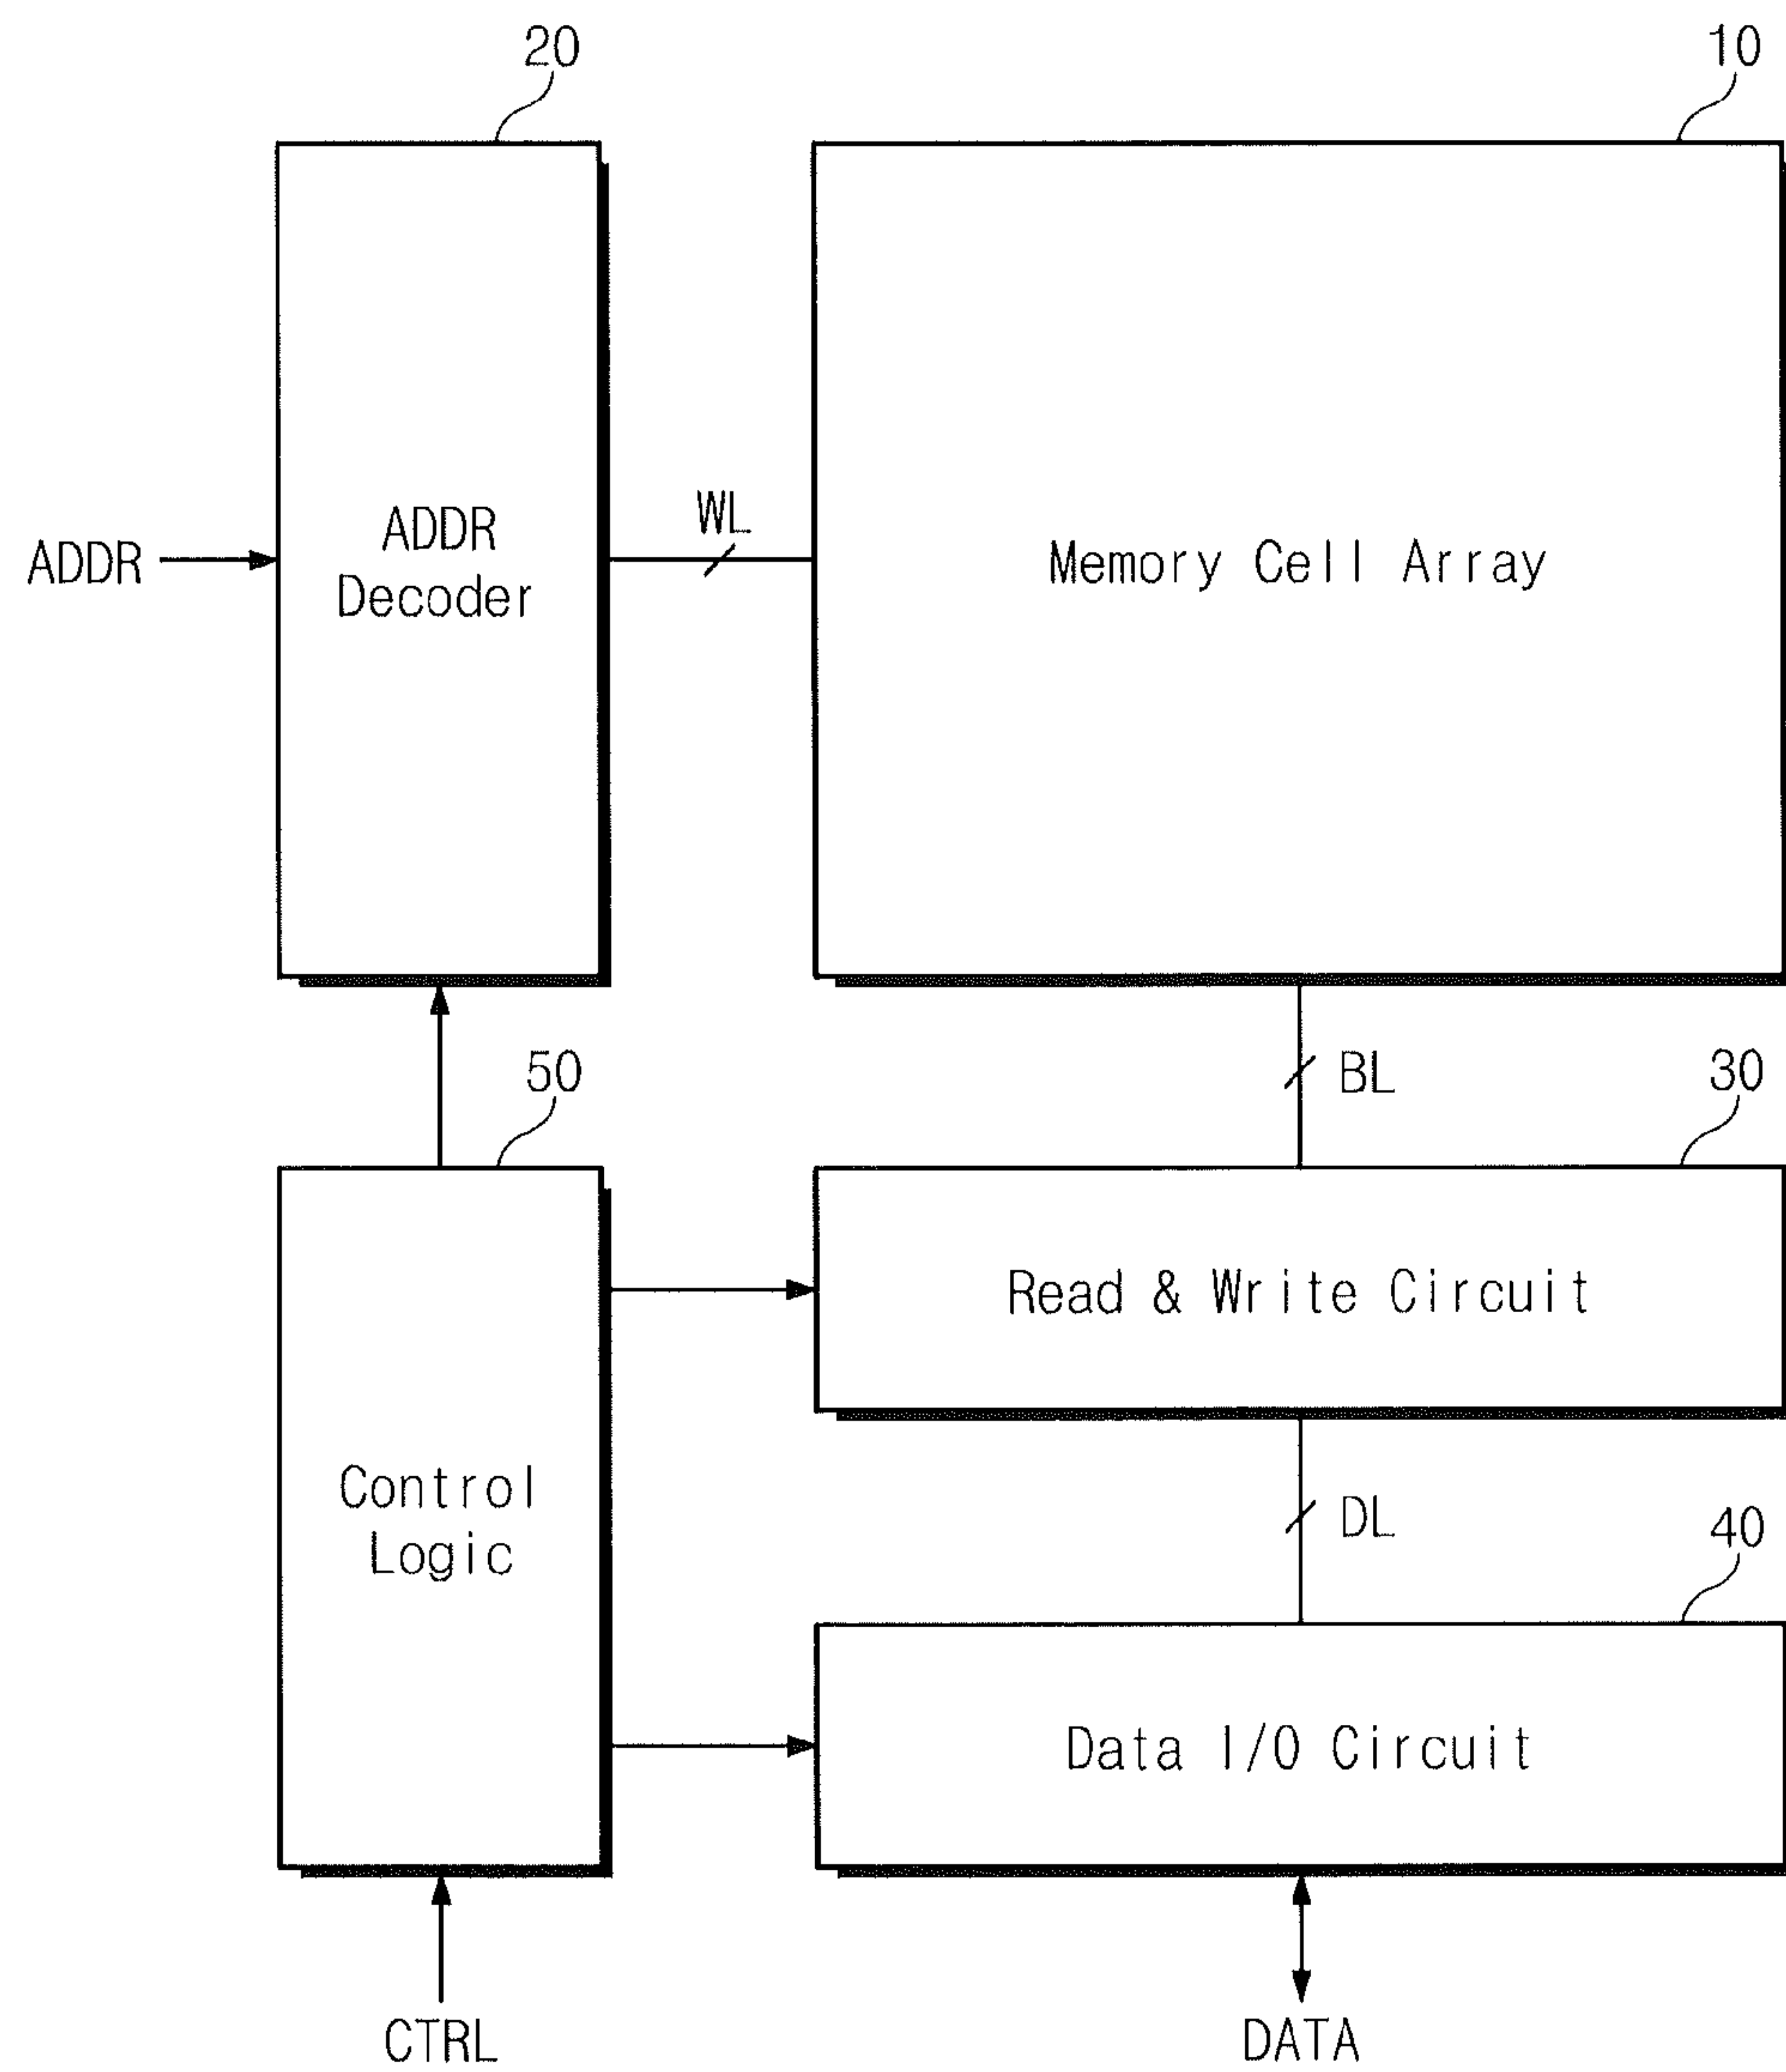 20
10
WL
ADDR
ADDR
Decoder
Memory Cell Array
50
BL
30
Read & Write Circuit
Control
Logic
DL
40
Data I/O Circuit
CTRL
DATA